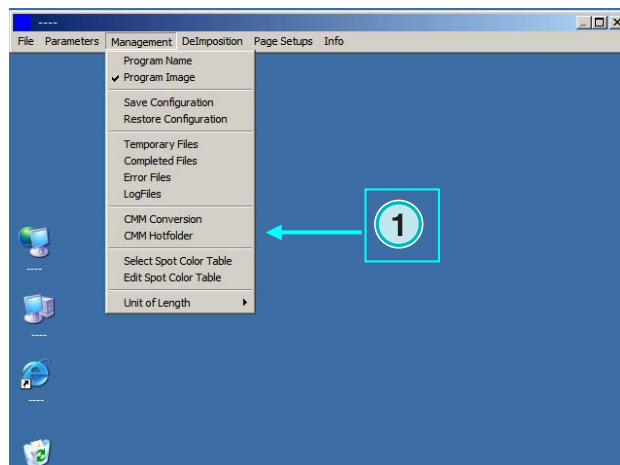 ----
File Parameters Management DeImposition Page Setups Info
Program Name
Program Image
Save Configuration
Restore Configuration
Temporary Files
Completed Files
Error Files
LogFiles
CMM Conversion
CMM Hotfolder
1
Select Spot Color Table
Edit Spot Color Table
Unit of Length
----
----
----